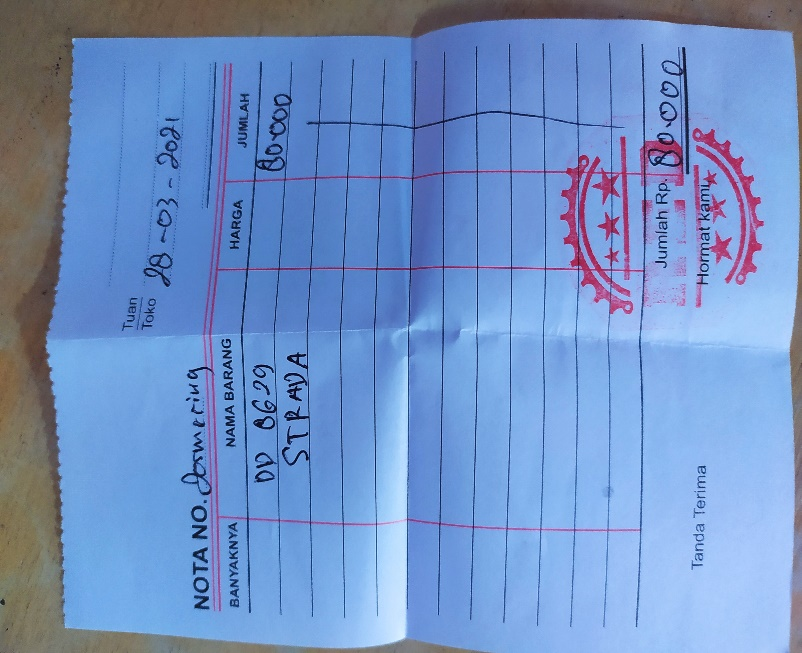 Tuan
Toko 28-03-2021
NOTA NO. Dormering
BANYAKNYA NAMA BARANG HARGA JUMLAH
DD 8629 80.000
STRADA
Jumlah Rp. 80.000
Tanda Terima Hormat kami,